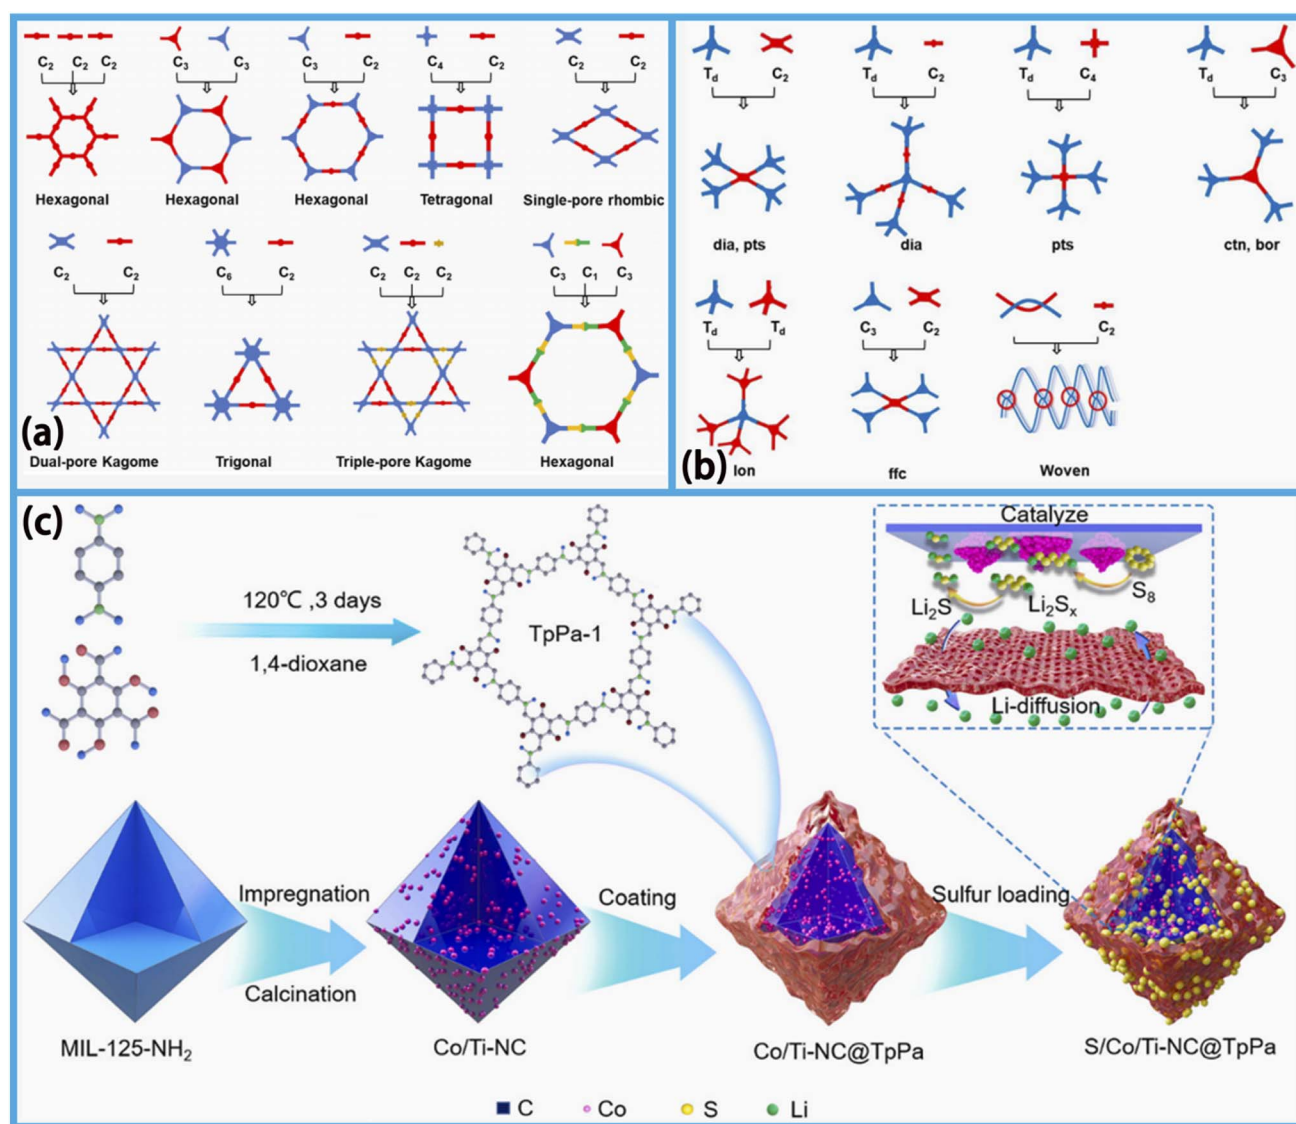 C2 C2 C2
C3 C3
C3 C2
C4 C2
C2 C2
Hexagonal
Hexagonal
Hexagonal
Tetragonal
Single-pore rhombic
C2 C2
C6 C2
C2 C2 C2
C3 C1 C3
Dual-pore Kagome
Trigonal
Triple-pore Kagome
Hexagonal
(a)
Td C2
Td C2
Td C4
Td C3
dia, pts
dia
pts
ctn, bor
Td Td
C3 C2
C2
lon
ffc
Woven
(b)
(c)
120℃ ,3 days
1,4-dioxane
TpPa-1
Catalyze
Li2S
Li2Sx
S8
Li-diffusion
Impregnation
Calcination
Coating
Sulfur loading
MIL-125-NH2
Co/Ti-NC
Co/Ti-NC@TpPa
S/Co/Ti-NC@TpPa
C Co S Li